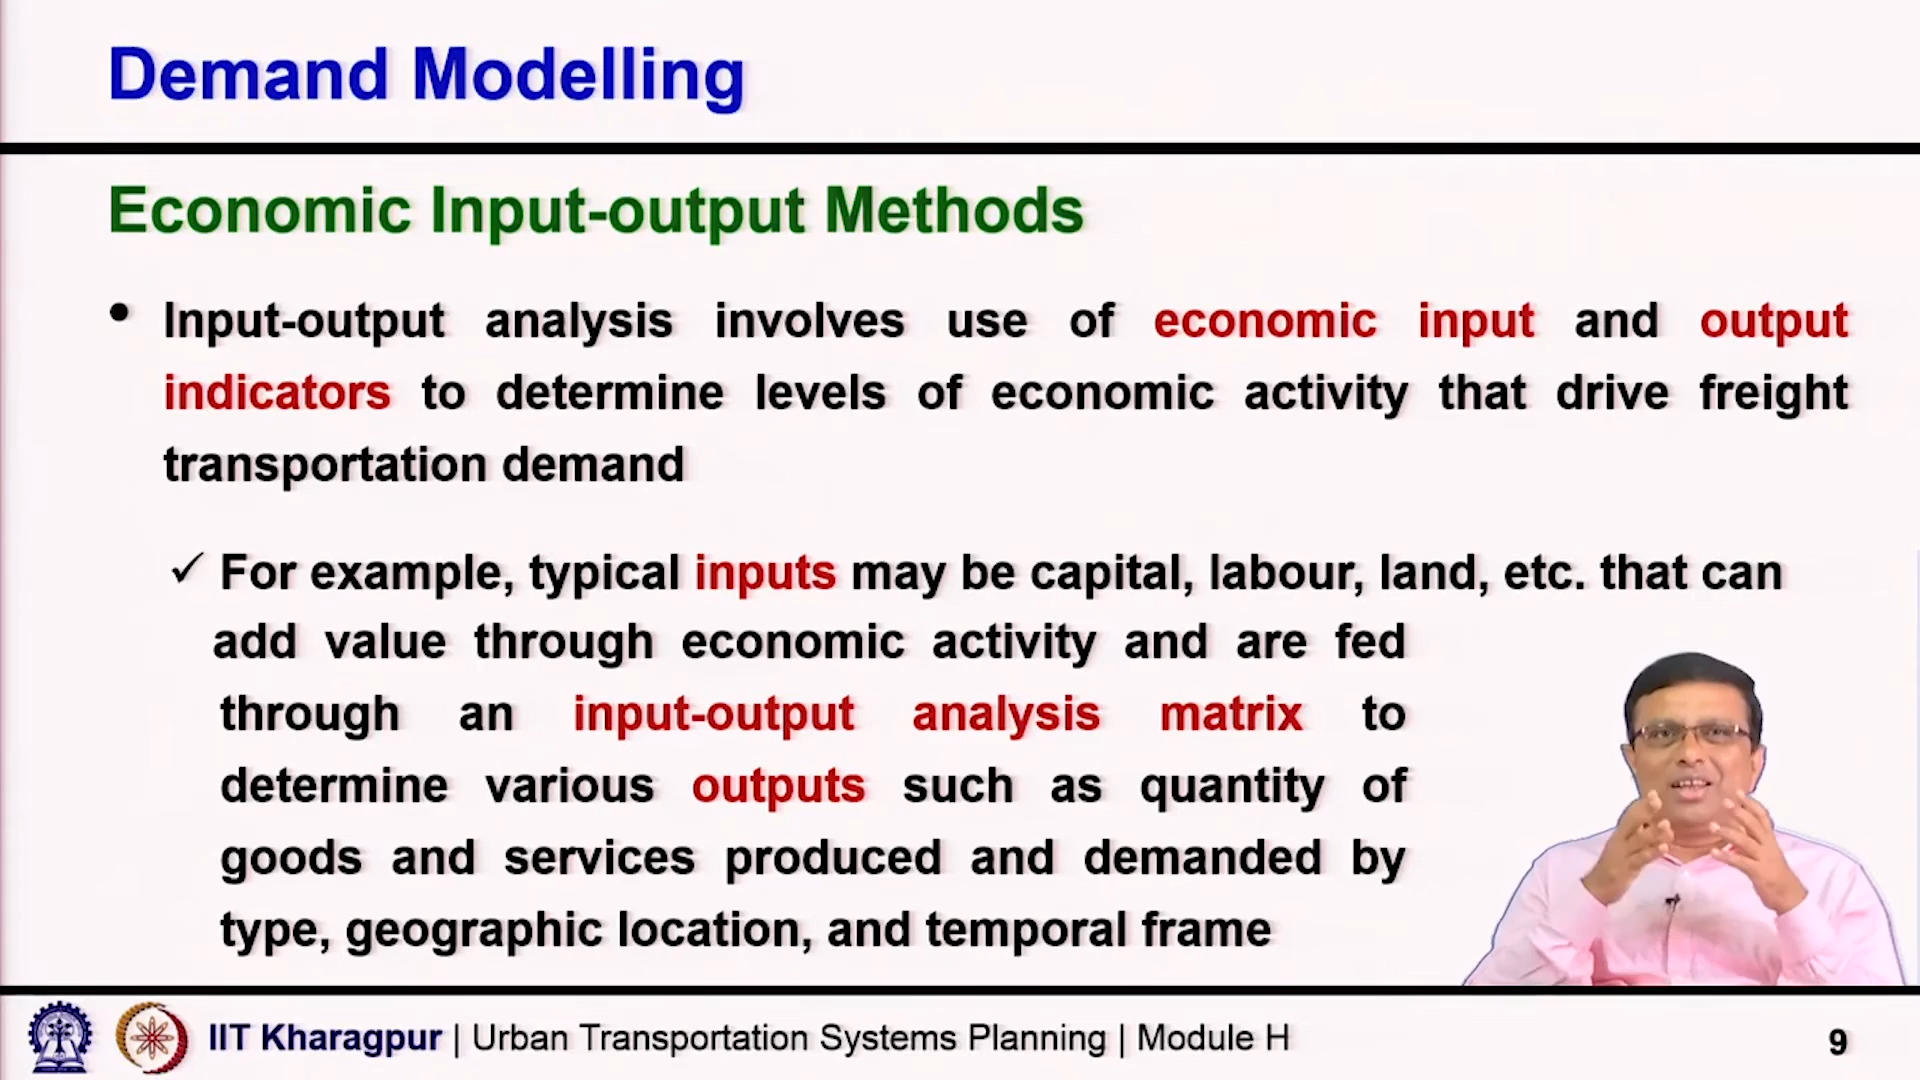 Demand Modelling
Economic Input-output Methods
• Input-output analysis involves use of economic input and output
indicators to determine levels of economic activity that drive freight
transportation demand
✓ For example, typical inputs may be capital, labour, land, etc. that can
add value through economic activity and are fed
through an input-output analysis matrix to
determine various outputs such as quantity of
goods and services produced and demanded by
type, geographic location, and temporal frame
IIT Kharagpur | Urban Transportation Systems Planning | Module H
9